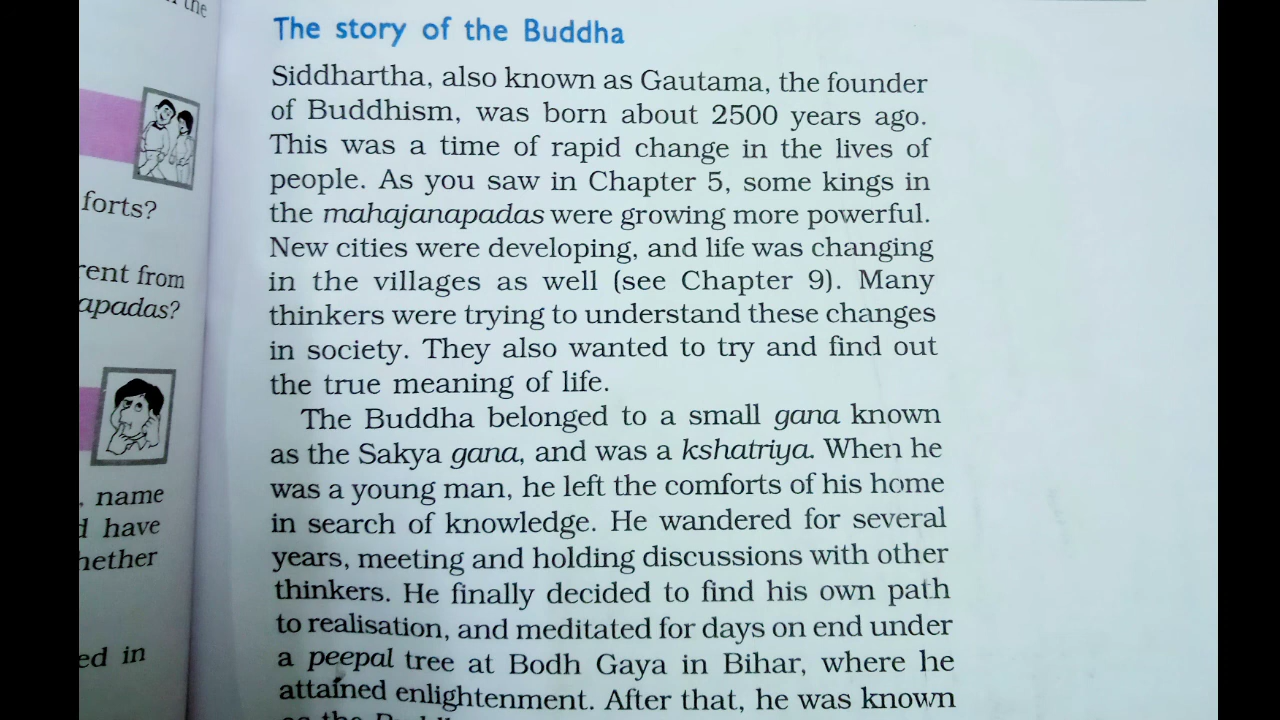 the
forts?
rent from
apadas?
, name
have
hether
ed in
The story of the Buddha
Siddhartha, also known as Gautama, the founder
of Buddhism, was born about 2500 years ago.
This was a time of rapid change in the lives of
people. As you saw in Chapter 5, some kings in
the mahajanapadas were growing more powerful.
New cities were developing, and life was changing
in the villages as well (see Chapter 9). Many
thinkers were trying to understand these changes
in society. They also wanted to try and find out
the true meaning of life.
The Buddha belonged to a small gana known
as the Sakya gana, and was a kshatriya. When he
was a young man, he left the comforts of his home
in search of knowledge. He wandered for several
years, meeting and holding discussions with other
thinkers. He finally decided to find his own path
to realisation, and meditated for days on end under
a peepal tree at Bodh Gaya in Bihar, where he
attained enlightenment. After that, he was known